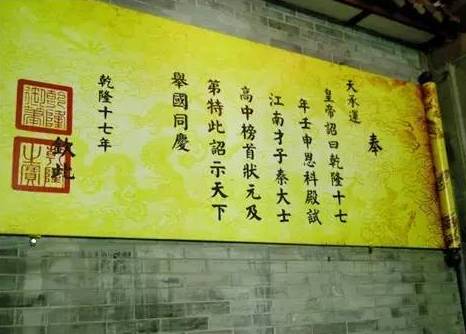 奉
天承運
皇帝詔曰乾隆十七
年壬申恩科殿試
江南才子秦大士
高中榜首狀元及
第特此詔示天下
舉國同慶
乾隆十七年
欽此